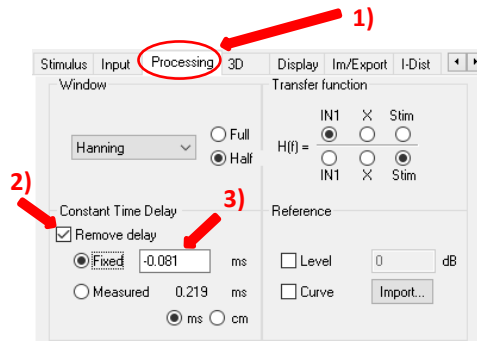 1)
Stimulus Input Processing 3D Display Im/Export I-Dist
Window
Hanning
Full
Half
Transfer function
IN1 X Stim
H(f) =
IN1 X Stim
2)
3)
Constant Time Delay
Remove delay
Fixed -0.081 ms
Measured 0.219 ms
ms cm
Reference
Level 0 dB
Curve Import...